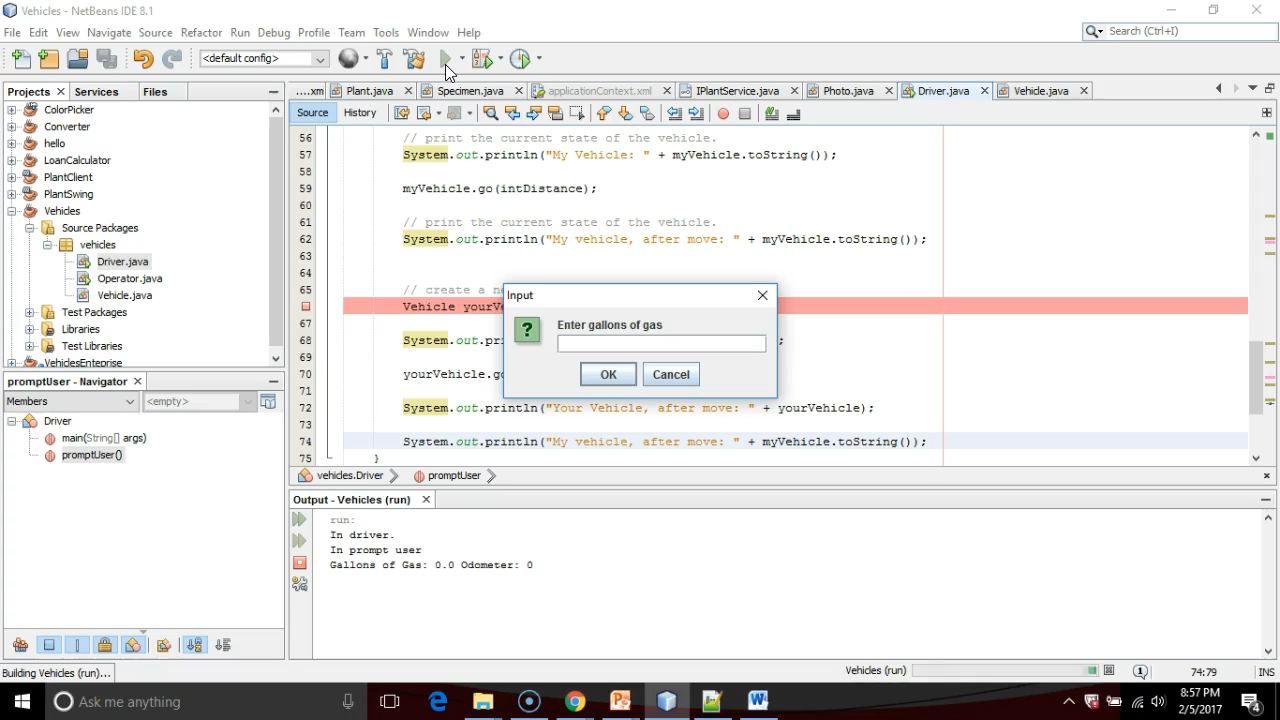 Vehicles - NetBeans IDE 8.1
File Edit View Navigate Source Refactor Run Debug Profile Team Tools Window Help
Search (Ctrl+I)
<default config>
Projects Services Files
....xm Plant.java Specimen.java applicationContext.xml IPlantService.java Photo.java Driver.java Vehicle.java
Source History
ColorPicker
Converter
hello
LoanCalculator
PlantClient
PlantSwing
Vehicles
Source Packages
vehicles
Driver.java
Operator.java
Vehicle.java
Test Packages
Libraries
Test Libraries
VehiclesEnteprise
56 // print the current state of the vehicle.
57 System.out.println("My Vehicle: " + myVehicle.toString());
58
59 myVehicle.go(intDistance);
60
61 // print the current state of the vehicle.
62 System.out.println("My vehicle, after move: " + myVehicle.toString());
63
64
65 // create a ne
Vehicle yourVe
67
68 System.out.pri ;
69
70 yourVehicle.go
71
72 System.out.println("Your Vehicle, after move: " + yourVehicle);
73
74 System.out.println("My vehicle, after move: " + myVehicle.toString());
75 }
Input
Enter gallons of gas
OK Cancel
promptUser - Navigator
Members <empty>
Driver
main(String[] args)
promptUser()
vehicles.Driver promptUser
Output - Vehicles (run)
run:
In driver.
In prompt user
Gallons of Gas: 0.0 Odometer: 0
Building Vehicles (run)...
Vehicles (run)
1
74:79
INS
Ask me anything
8:57 PM
2/5/2017
4